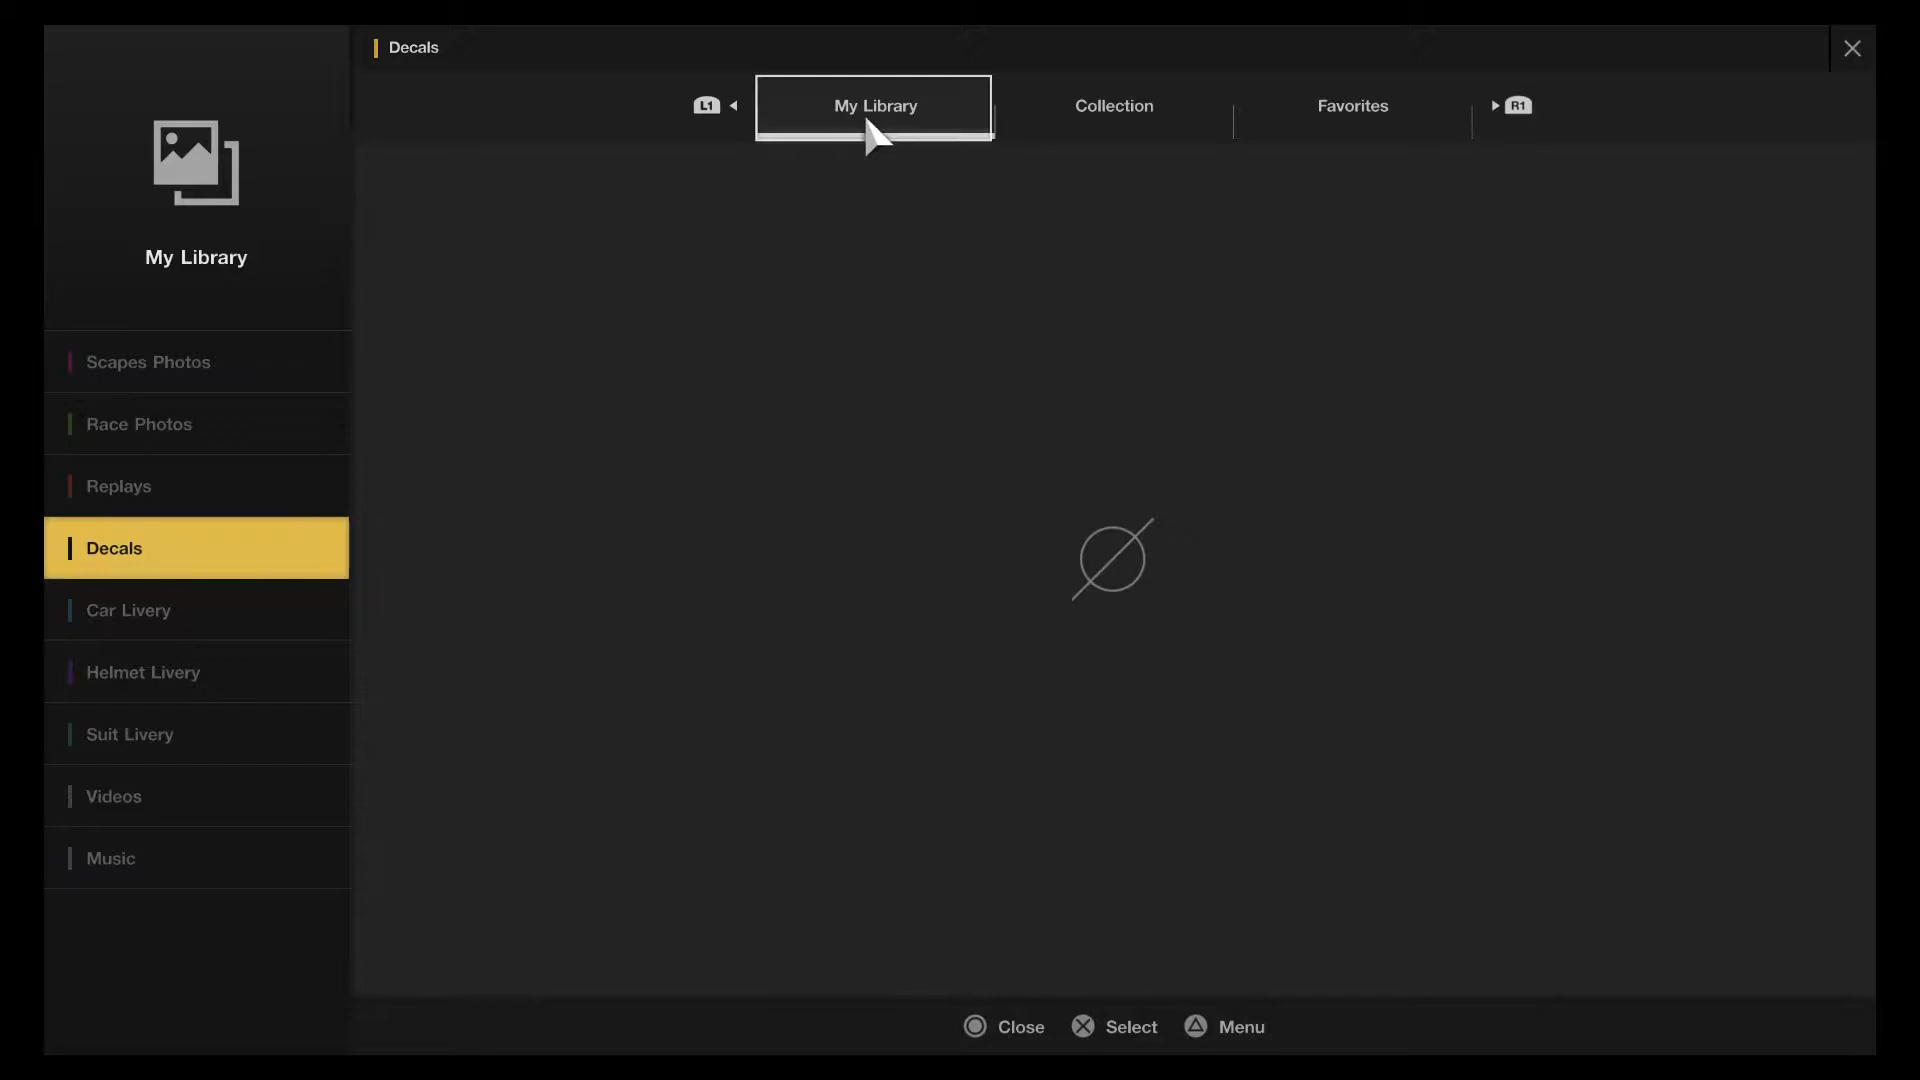 Decals
L1
My Library
Collection
Favorites
R1
My Library
Scapes Photos
Race Photos
Replays
Decals
Car Livery
Helmet Livery
Suit Livery
Videos
Music
Close
Select
Menu